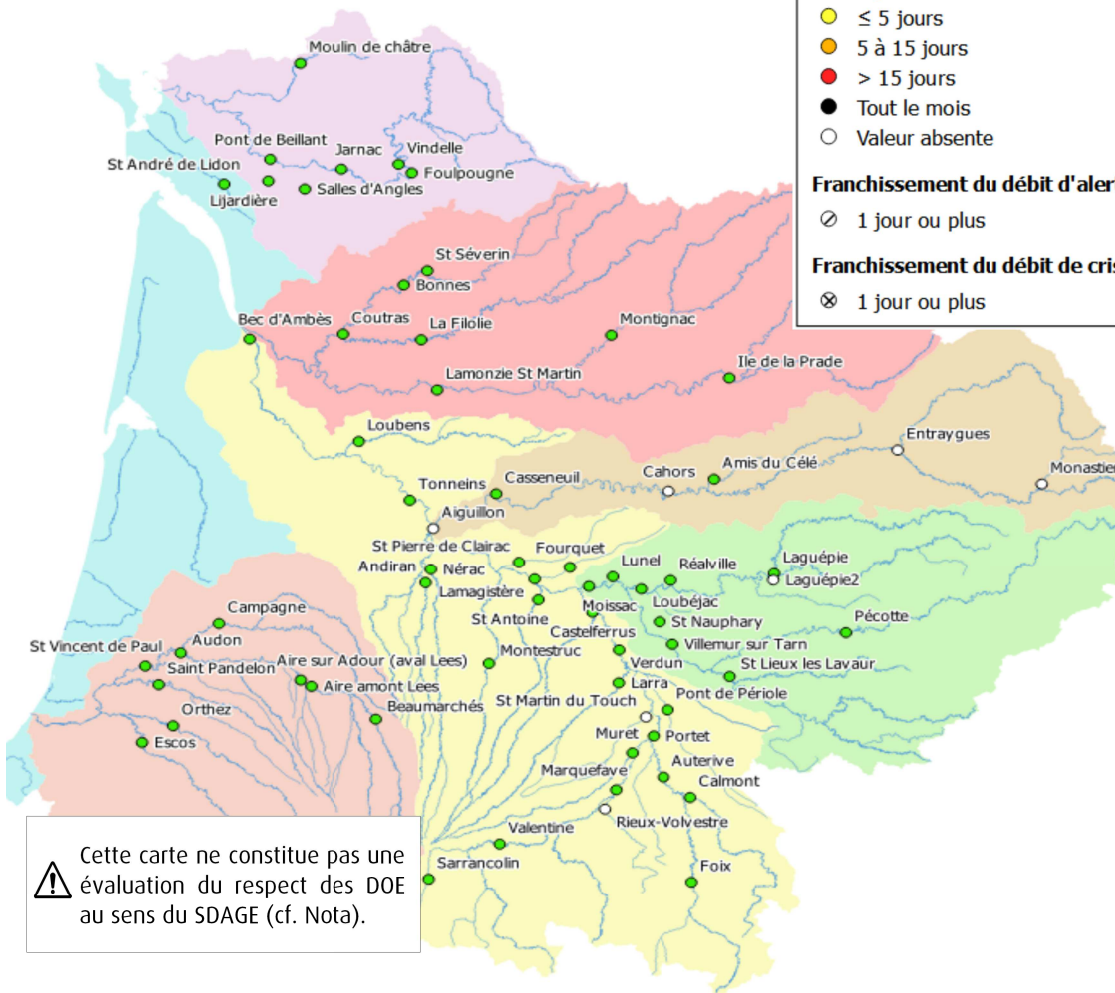 ≤ 5 jours
5 à 15 jours
> 15 jours
Tout le mois
Valeur absente
Franchissement du débit d'aler
1 jour ou plus
Franchissement du débit de cris
1 jour ou plus
Moulin de châtre
Pont de Beillant
Jarnac
Vindelle
St André de Lidon
Foulpougne
Lijardière
Salles d'Angles
St Séverin
Bonnes
Bec d'Ambès
Coutras
La Filolie
Montignac
Lamonzie St Martin
Ile de la Prade
Loubens
Entraygues
Cahors
Amis du Célé
Monastier
Tonneins
Casseneuil
Aiguillon
St Pierre de Clairac
Fourquet
Andiran
Nérac
Lunel
Réalville
Laguépie
Laguépie2
Lamagistère
Moissac
Loubéjac
Campagne
St Antoine
St Nauphary
Pécotte
Castelferrus
St Vincent de Paul
Audon
Villemur sur Tarn
Aire sur Adour (aval Lees)
Montestruc
Verdun
St Lieux les Lavaur
Saint Pandelon
Aire amont Lees
Larra
Beaumarchés
St Martin du Touch
Pont de Périole
Orthez
Muret
Portet
Escos
Auterive
Marquefave
Calmont
Rieux-Volvestre
Valentine
Sarrancolin
Foix
Cette carte ne constitue pas une
évaluation du respect des DOE
au sens du SDAGE (cf. Nota).